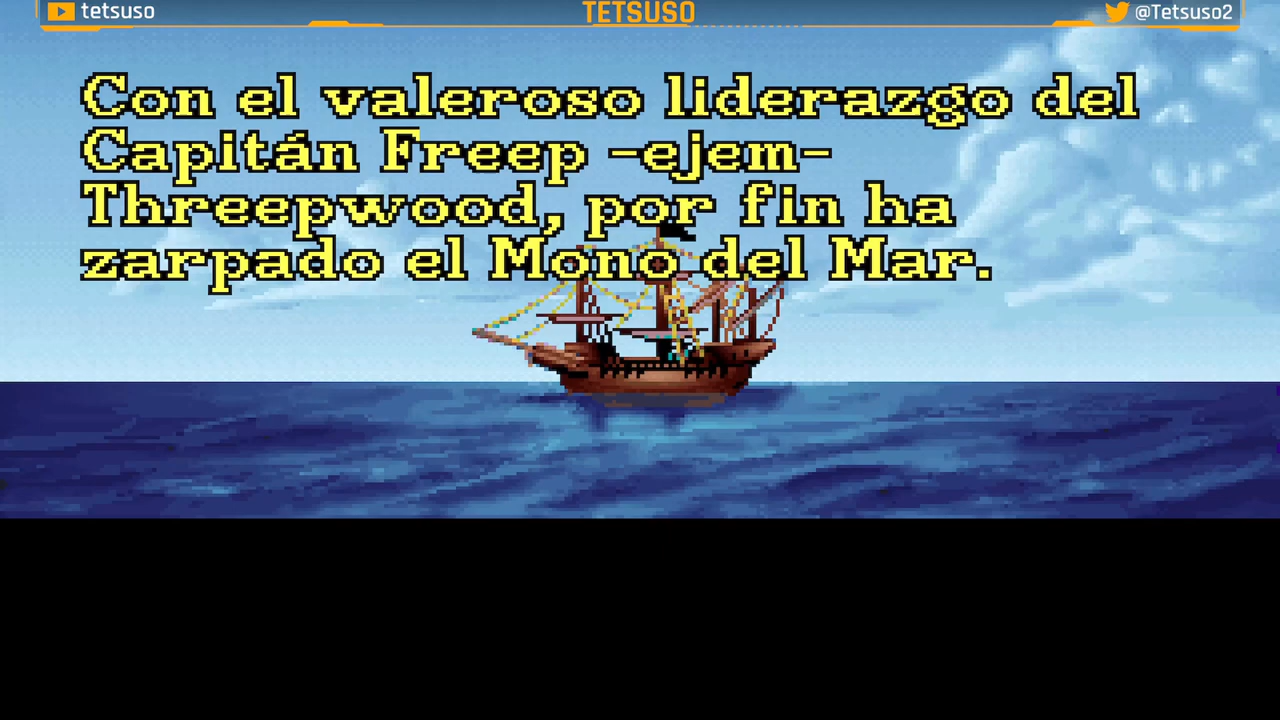 tetsuso
TETSUSO
@Tetsuso2
Con el valeroso liderazgo del
Capitán Freep -ejem-
Threepwood, por fin ha
zarpado el Mono del Mar.